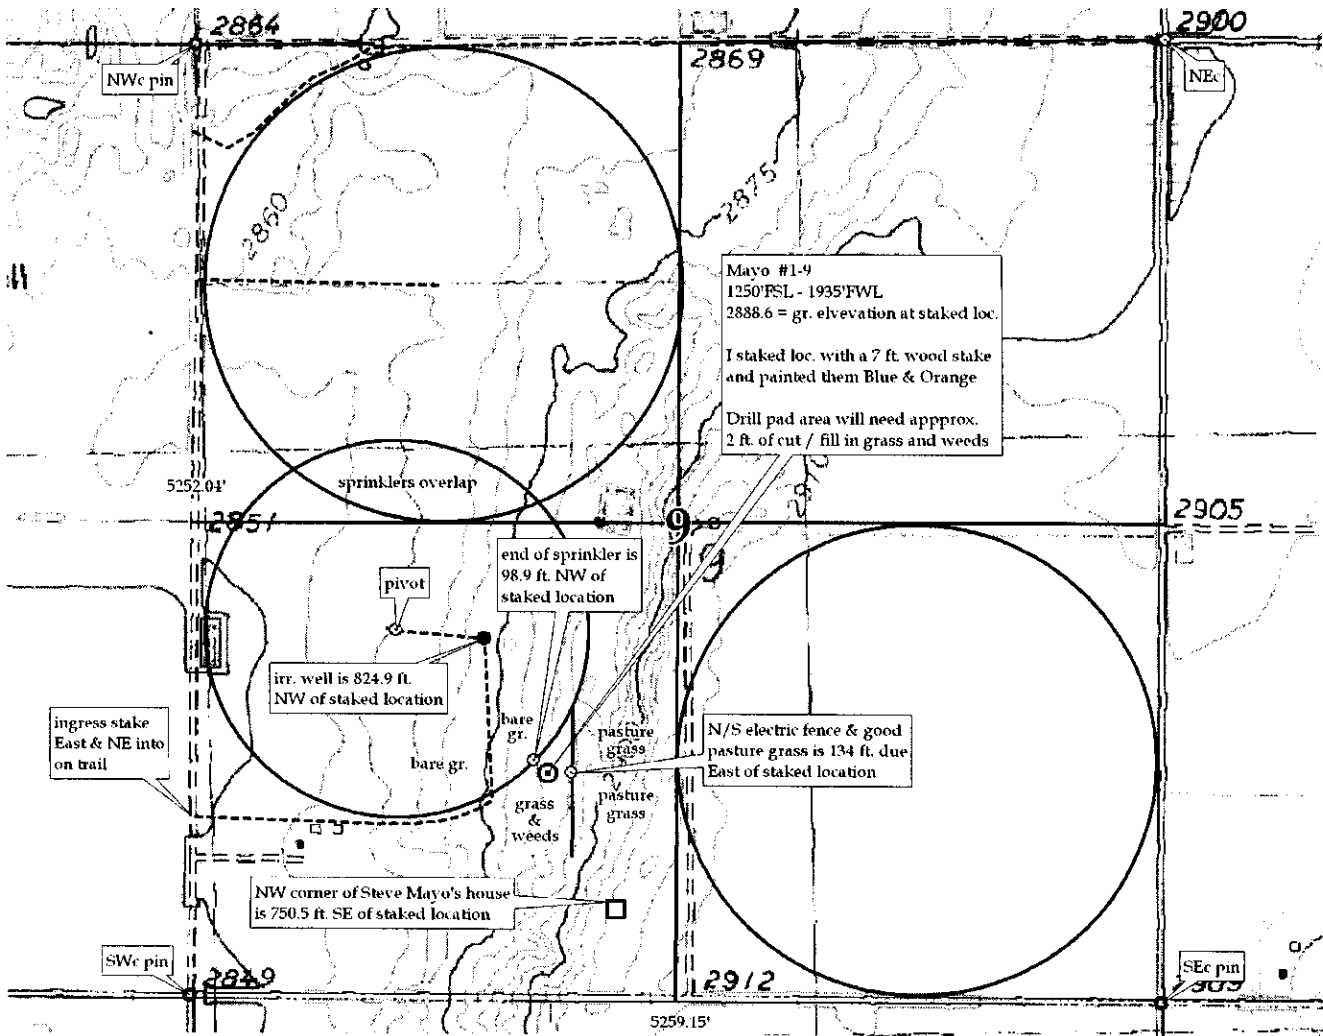 2864
2900
NWc pin
2869
NEc
2875
2860
Mayo #1-9
1250'FSL - 1935'FWL
2888.6 = gr. elvevation at staked loc.
I staked loc. with a 7 ft. wood stake
and painted them Blue & Orange
Drill pad area will need appprox.
2 ft. of cut / fill in grass and weeds
sprinklers overlap
5252.04'
2851
9
2905
end of sprinkler is
98.9 ft. NW of
staked location
9
pivot
irr. well is 824.9 ft.
NW of staked location
ingress stake
East & NE into
on trail
bare
gr.
pasture
grass
N/S electric fence & good
pasture grass is 134 ft. due
East of staked location
bare gr.
grass
&
weeds
pasture
grass
NW corner of Steve Mayo's house
is 750.5 ft. SE of staked location
SWc pin
2849
2912
SEc pin
5259.15'